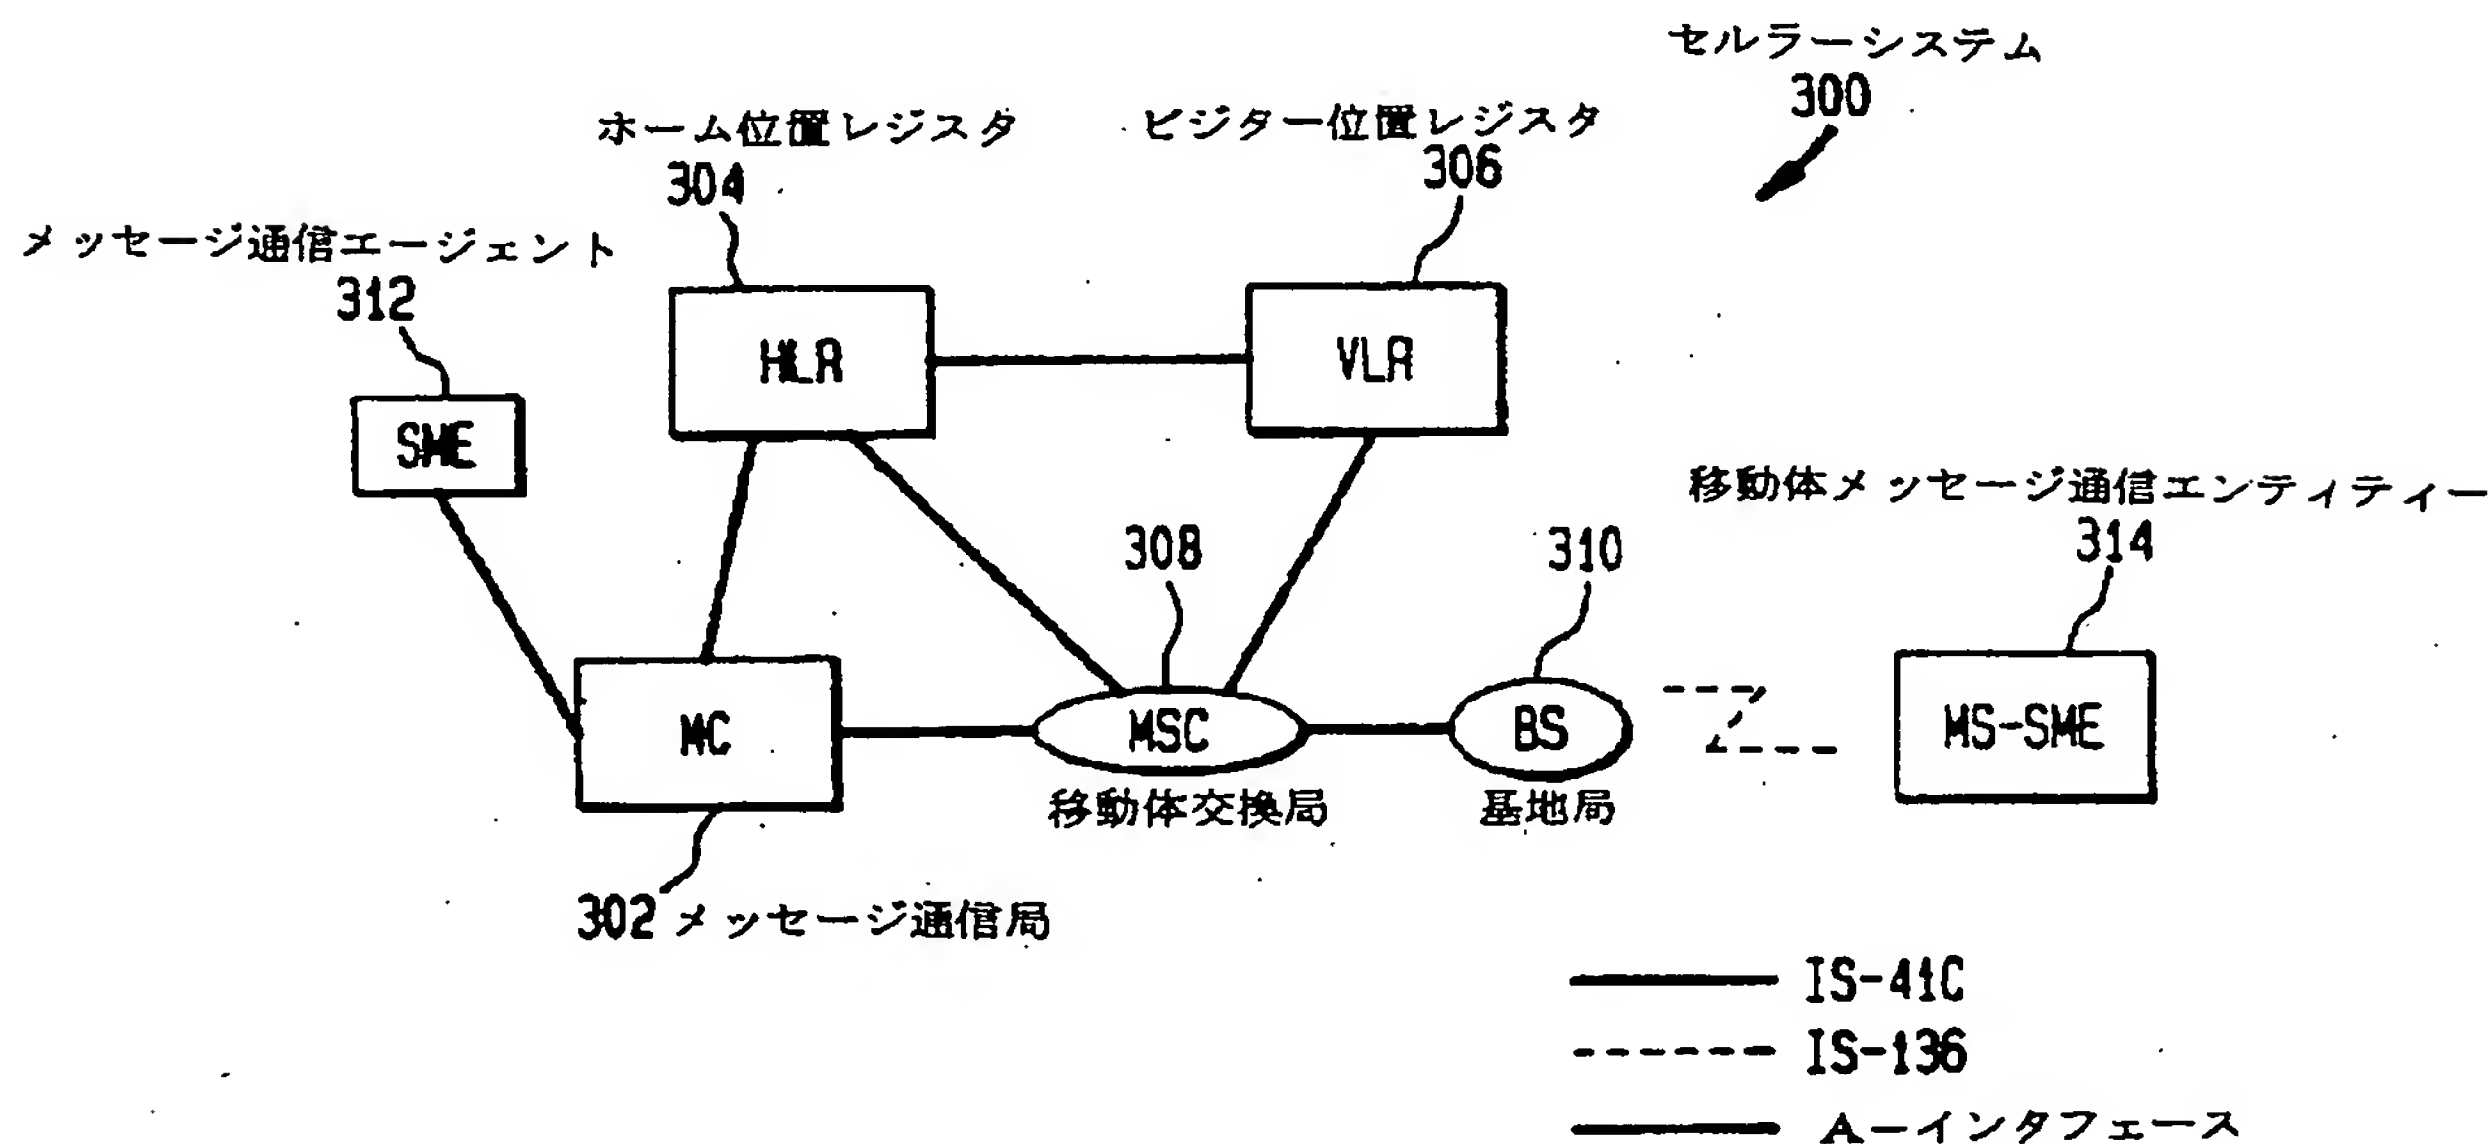 セルラーシステム
300
ホーム位置レジスタ
304
ビジター位置レジスタ
306
メッセージ通信エージェント
312
HLR
VLR
SME
移動体メッセージ通信エンティティー
314
308
310
MC
MSC
BS
MS-SME
移動体交換局
基地局
302 メッセージ通信局
IS-41C
IS-136
A-インタフェース